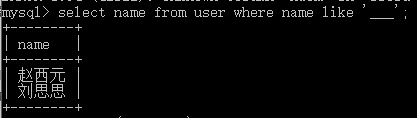 mysql> select name from user where name like '___';
+--------+
| name   |
+--------+
| 赵西元
| 刘思思
+--------+